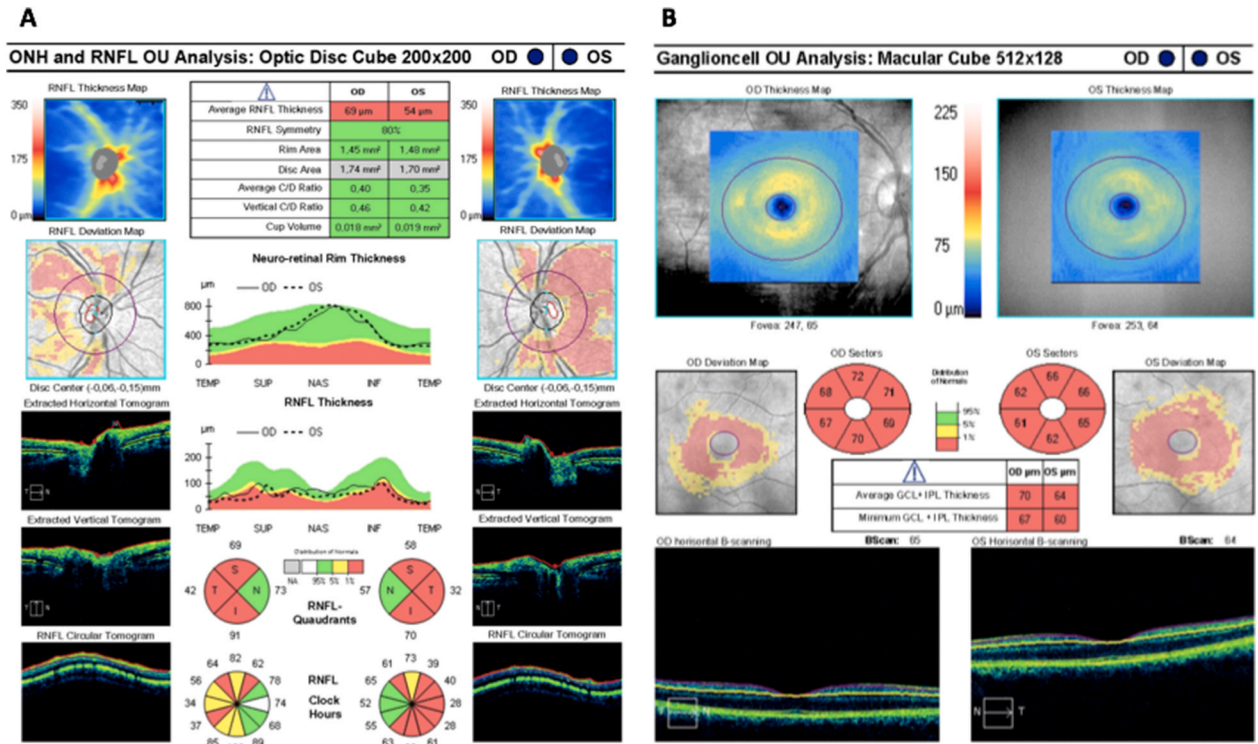 A
ONH and RNFL OU Analysis: Optic Disc Cube 200x200 OD OS
RNFL Thickness Map
350
175
0 µm
OD OS
Average RNFL Thickness 69 µm 54 µm
RNFL Symmetry 80%
Rim Area 1,45 mm² 1,48 mm²
Disc Area 1,74 mm² 1,70 mm²
Average C/D Ratio 0,40 0,35
Vertical C/D Ratio 0,46 0,42
Cup Volume 0,018 mm² 0,019 mm²
RNFL Thickness Map
350
175
0 µm
RNFL Deviation Map
Disc Center (-0,06,-0,15)mm
RNFL Deviation Map
Disc Center (-0,06,-0,15)mm
Neuro-retinal Rim Thickness
µm
OD OS
800
400
0
TEMP SUP NAS INF TEMP
Extracted Horizontal Tomogram
T N
Extracted Horizontal Tomogram
T N
RNFL Thickness
µm
OD OS
200
100
0
TEMP SUP NAS INF TEMP
Extracted Vertical Tomogram
Extracted Vertical Tomogram
69
S
42 T N 73
I
91
Distribution of Normals
NA 95% 5% 1%
RNFL-
Quaudrants
58
S
57 N T 32
I
70
RNFL Circular Tomogram
RNFL Circular Tomogram
64 82 62
56 78
34 74
37 68
85 89
RNFL
Clock
Hours
61 73 39
65 40
52 28
55 28
63 61
B
Ganglioncell OU Analysis: Macular Cube 512x128 OD OS
OD Thickness Map
Fovea: 247, 65
225
150
75
0 µm
OS Thickness Map
Fovea: 253, 64
OD Deviation Map
OD Sectors
72
68 71
67 69
70
Distribution
of Normals
95%
5%
1%
OS Sectors
66
62 66
61 65
62
OS Deviation Map
OD µm OS µm
Average GCL+ IPL Thickness 70 64
Minimum GCL + IPL Thickness 67 60
OD horisontal B-scanning BScan: 65
N
OS Horisontal B-scanning BScan: 64
N T